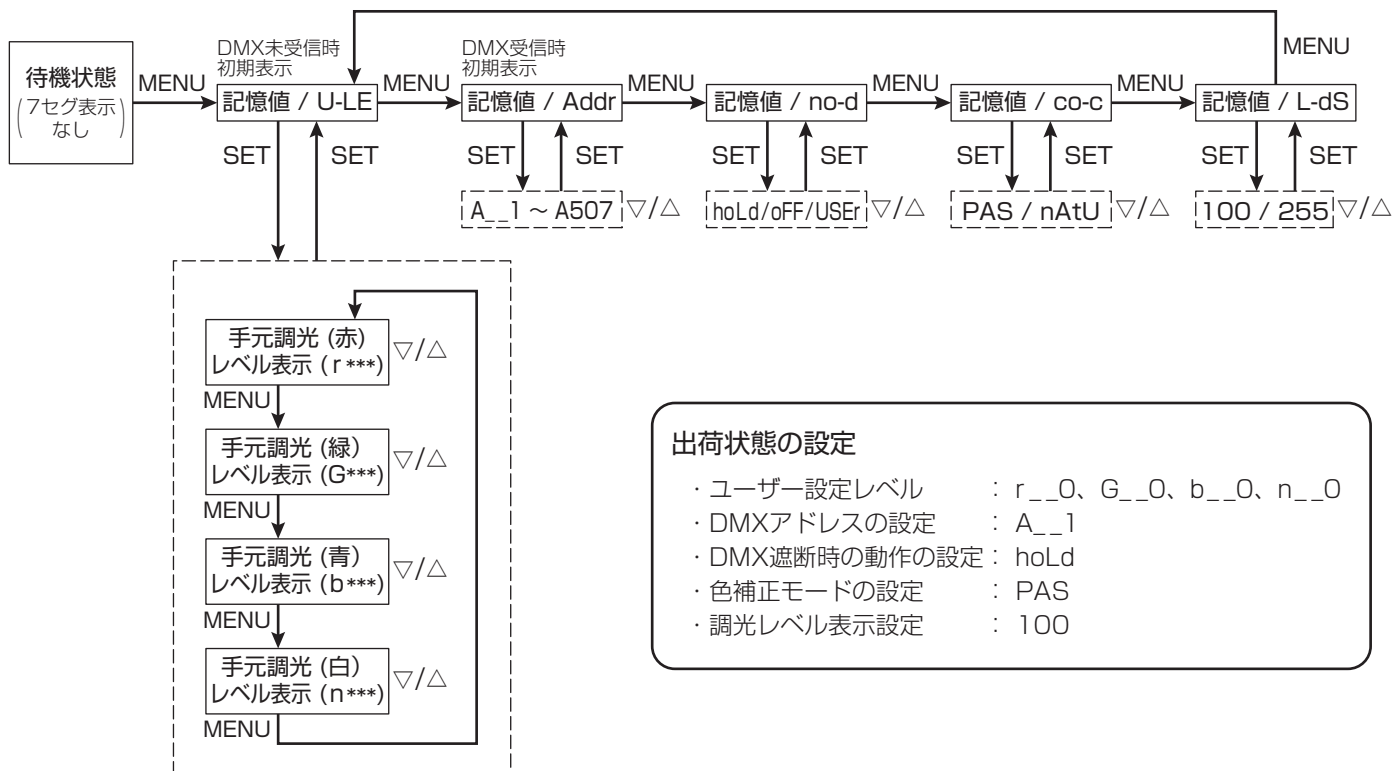 待機状態
(7セグ表示
なし)
MENU
DMX未受信時
初期表示
記憶値 / U-LE
MENU
DMX受信時
初期表示
記憶値 / Addr
MENU
記憶値 / no-d
MENU
記憶値 / co-c
MENU
記憶値 / L-dS
MENU
SET
SET
SET
SET
SET
SET
SET
SET
SET
SET
A__1 ~ A507 ▽/△
hoLd/oFF/USEr ▽/△
PAS / nAtU ▽/△
100 / 255 ▽/△
手元調光 (赤)
レベル表示 (r***)
▽/△
MENU
手元調光 (緑)
レベル表示 (G***)
▽/△
MENU
手元調光 (青)
レベル表示 (b***)
▽/△
MENU
手元調光 (白)
レベル表示 (n***)
▽/△
MENU
出荷状態の設定
・ユーザー設定レベル : r__0、G__0、b__0、n__0
・DMXアドレスの設定 : A__1
・DMX遮断時の動作の設定 : hoLd
・色補正モードの設定 : PAS
・調光レベル表示設定 : 100